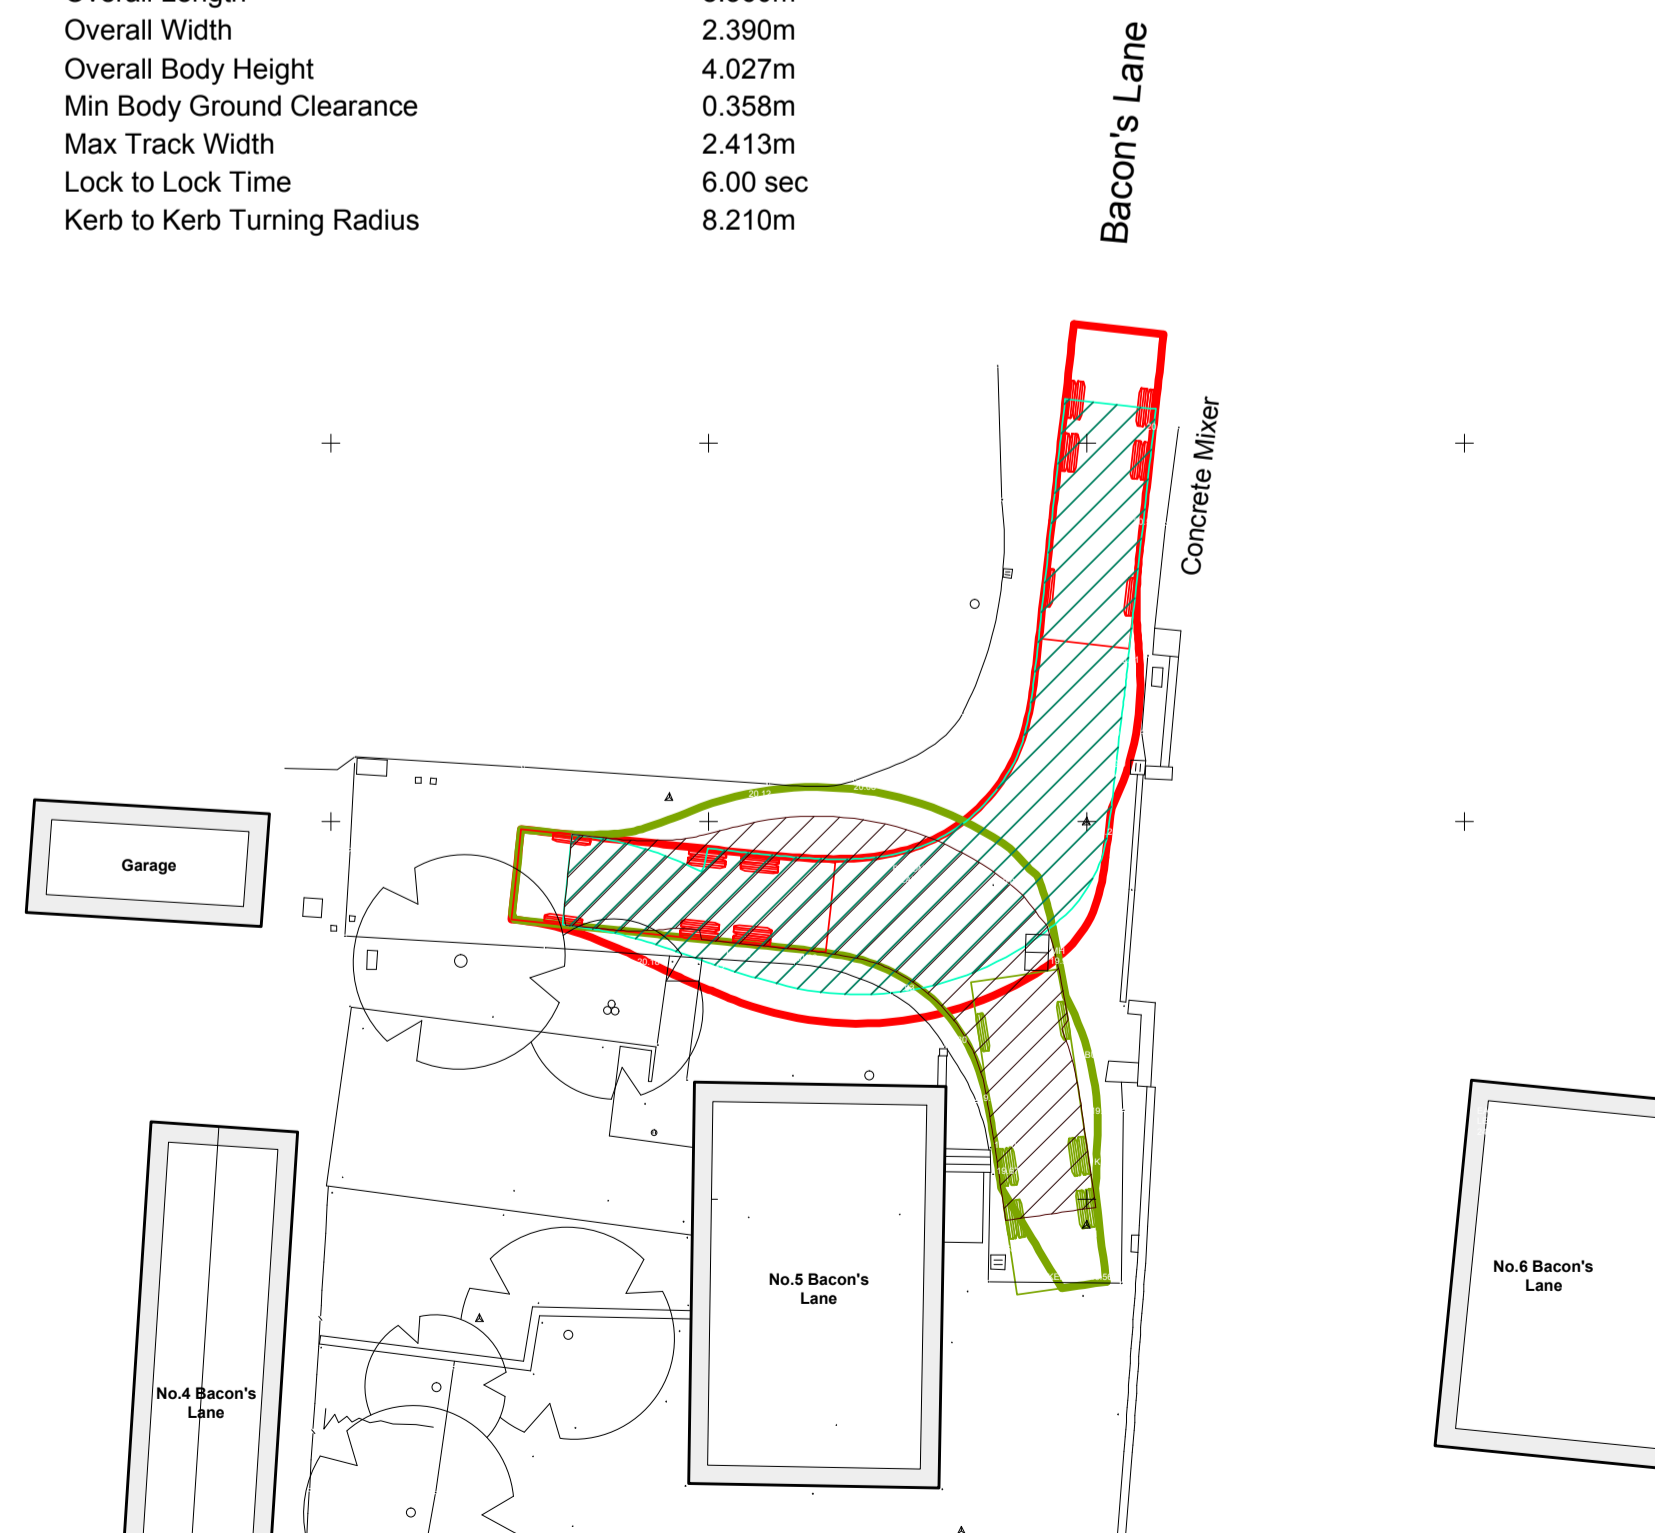 Overall Width 2.390m
Overall Body Height 4.027m
Min Body Ground Clearance 0.358m
Max Track Width 2.413m
Lock to Lock Time 6.00 sec
Kerb to Kerb Turning Radius 8.210m
Bacon's Lane
Concrete Mixer
20.12
Garage
No.5 Bacon's
Lane
No.6 Bacon's
Lane
No.4 Bacon's
Lane